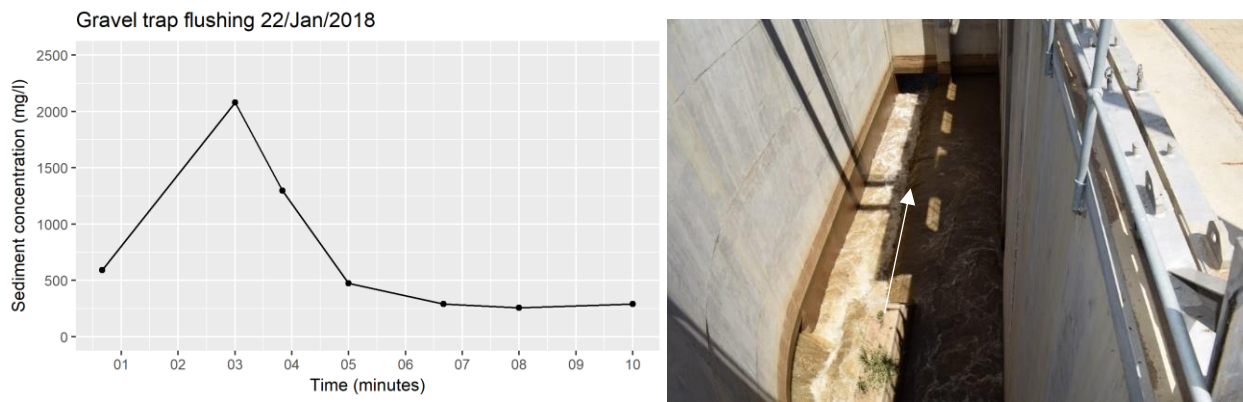 Gravel trap flushing 22/Jan/2018
Sediment concentration (mg/l)
2500
2000
1500
1000
500
0
01 02 03 04 05 06 07 08 09 10
Time (minutes)